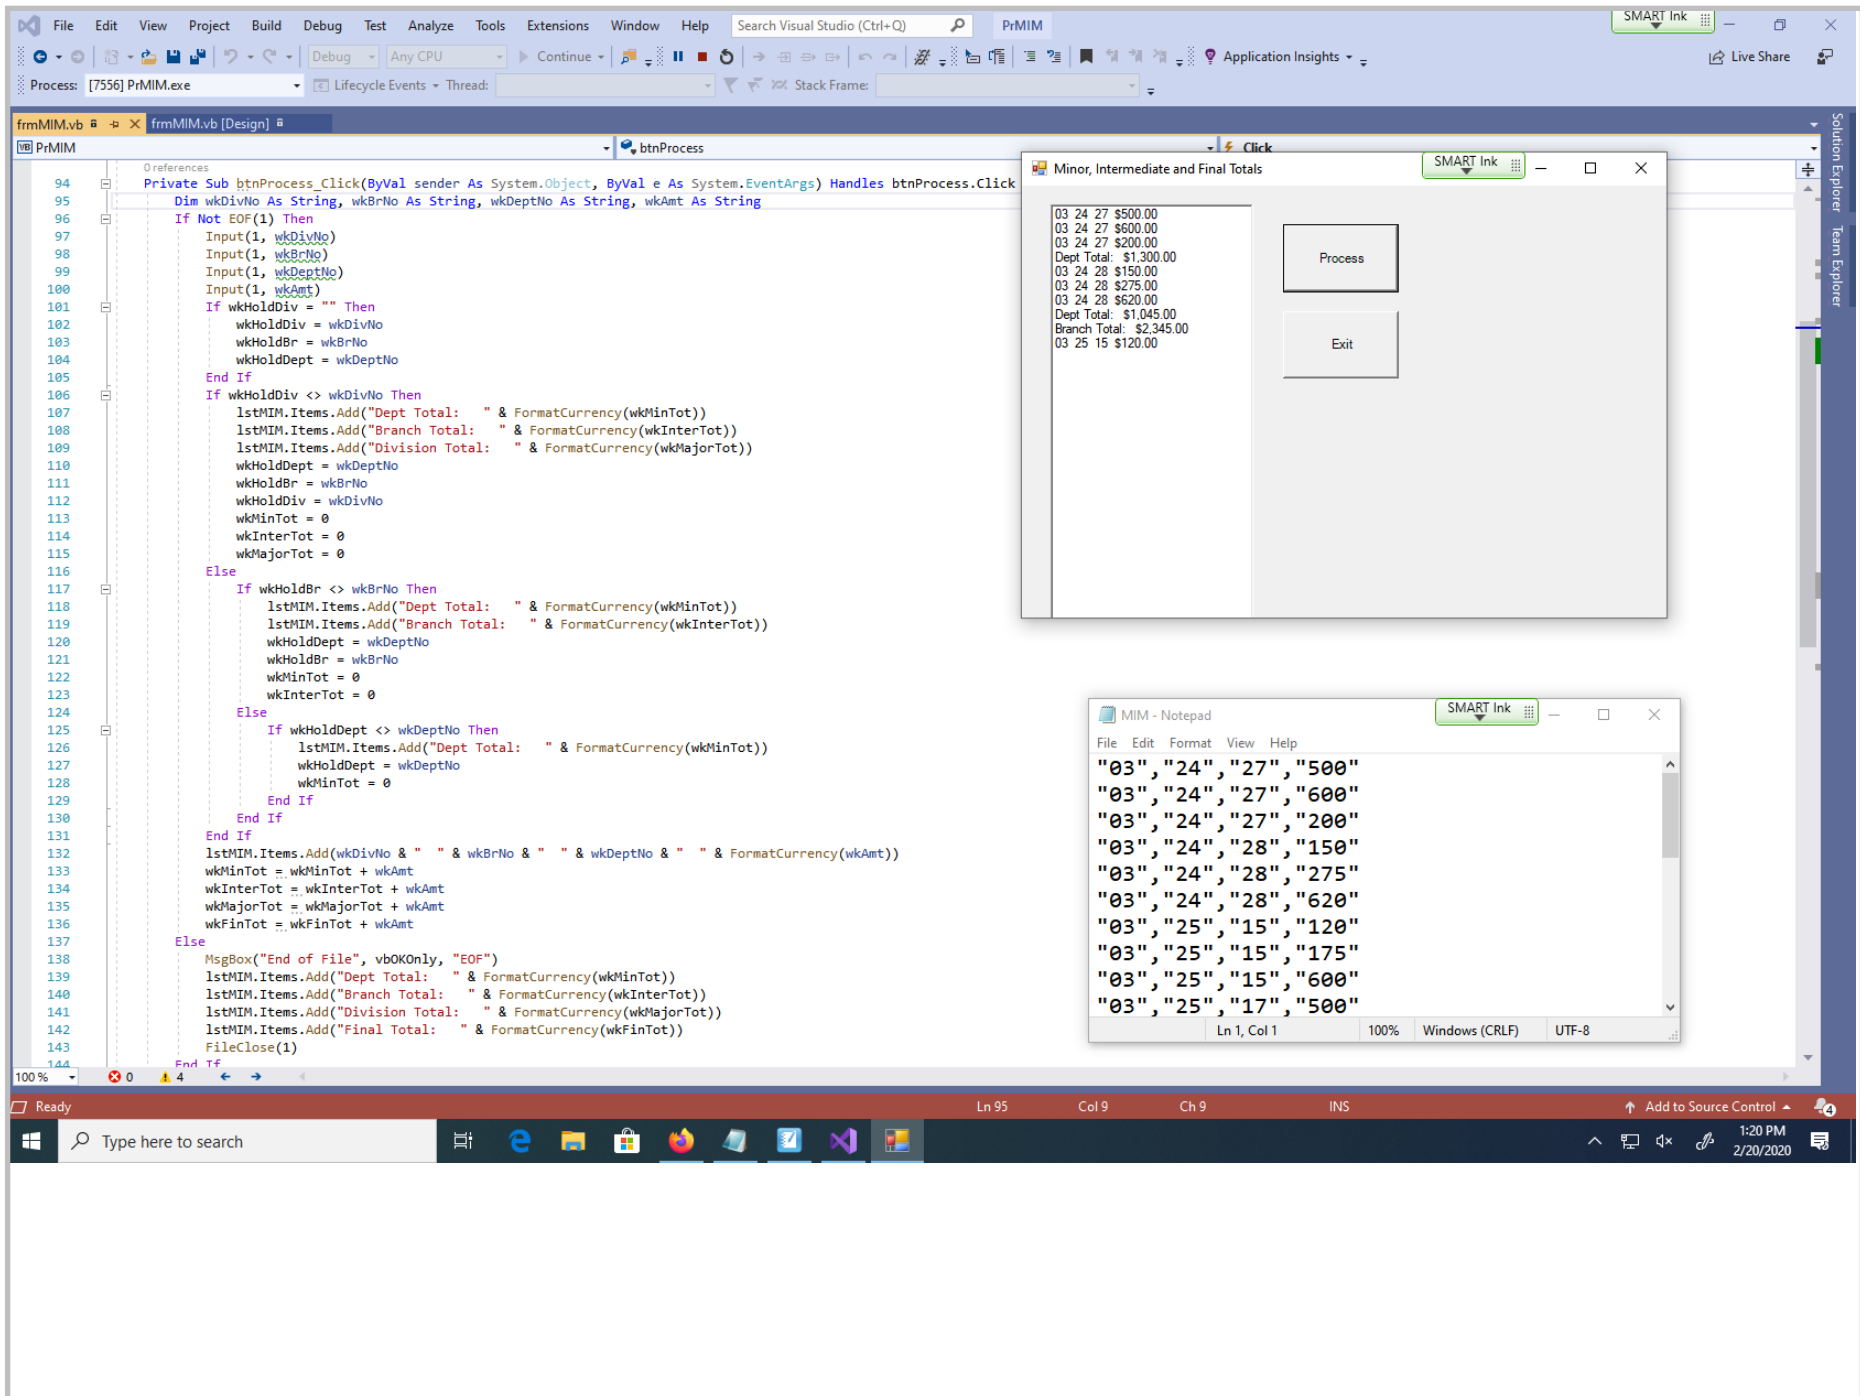 File Edit View Project Build Debug Test Analyze Tools Extensions Window Help Search Visual Studio (Ctrl+Q) PrMIM SMART Ink
Debug Any CPU Continue Application Insights Live Share
Process: [7556] PrMIM.exe Lifecycle Events Thread: Stack Frame:
frmMIM.vb frmMIM.vb [Design]
VB PrMIM btnProcess Click
0 references
94 Private Sub btnProcess_Click(ByVal sender As System.Object, ByVal e As System.EventArgs) Handles btnProcess.Click
95 Dim wkDivNo As String, wkBrNo As String, wkDeptNo As String, wkAmt As String
96 If Not EOF(1) Then
97 Input(1, wkDivNo)
98 Input(1, wkBrNo)
99 Input(1, wkDeptNo)
100 Input(1, wkAmt)
101 If wkHoldDiv = "" Then
102 wkHoldDiv = wkDivNo
103 wkHoldBr = wkBrNo
104 wkHoldDept = wkDeptNo
105 End If
106 If wkHoldDiv <> wkDivNo Then
107 lstMIM.Items.Add("Dept Total:   " & FormatCurrency(wkMinTot))
108 lstMIM.Items.Add("Branch Total:   " & FormatCurrency(wkInterTot))
109 lstMIM.Items.Add("Division Total:   " & FormatCurrency(wkMajorTot))
110 wkHoldDept = wkDeptNo
111 wkHoldBr = wkBrNo
112 wkHoldDiv = wkDivNo
113 wkMinTot = 0
114 wkInterTot = 0
115 wkMajorTot = 0
116 Else
117 If wkHoldBr <> wkBrNo Then
118 lstMIM.Items.Add("Dept Total:   " & FormatCurrency(wkMinTot))
119 lstMIM.Items.Add("Branch Total:   " & FormatCurrency(wkInterTot))
120 wkHoldDept = wkDeptNo
121 wkHoldBr = wkBrNo
122 wkMinTot = 0
123 wkInterTot = 0
124 Else
125 If wkHoldDept <> wkDeptNo Then
126 lstMIM.Items.Add("Dept Total:   " & FormatCurrency(wkMinTot))
127 wkHoldDept = wkDeptNo
128 wkMinTot = 0
129 End If
130 End If
131 End If
132 lstMIM.Items.Add(wkDivNo & "  " & wkBrNo & "  " & wkDeptNo & "  " & FormatCurrency(wkAmt))
133 wkMinTot = wkMinTot + wkAmt
134 wkInterTot = wkInterTot + wkAmt
135 wkMajorTot = wkMajorTot + wkAmt
136 wkFinTot = wkFinTot + wkAmt
137 Else
138 MsgBox("End of File", vbOKOnly, "EOF")
139 lstMIM.Items.Add("Dept Total:   " & FormatCurrency(wkMinTot))
140 lstMIM.Items.Add("Branch Total:   " & FormatCurrency(wkInterTot))
141 lstMIM.Items.Add("Division Total:   " & FormatCurrency(wkMajorTot))
142 lstMIM.Items.Add("Final Total:   " & FormatCurrency(wkFinTot))
143 FileClose(1)
144 End If
Minor, Intermediate and Final Totals SMART Ink
03 24 27 $500.00
03 24 27 $600.00
03 24 27 $200.00
Dept Total: $1,300.00
03 24 28 $150.00
03 24 28 $275.00
03 24 28 $620.00
Dept Total: $1,045.00
Branch Total: $2,345.00
03 25 15 $120.00
Process
Exit
Solution Explorer
Team Explorer
MIM - Notepad SMART Ink
File Edit Format View Help
"03","24","27","500"
"03","24","27","600"
"03","24","27","200"
"03","24","28","150"
"03","24","28","275"
"03","24","28","620"
"03","25","15","120"
"03","25","15","175"
"03","25","15","600"
"03","25","17","500"
Ln 1, Col 1 100% Windows (CRLF) UTF-8
100 % 0 4
Ready Ln 95 Col 9 Ch 9 INS Add to Source Control 4
Type here to search
1:20 PM
2/20/2020